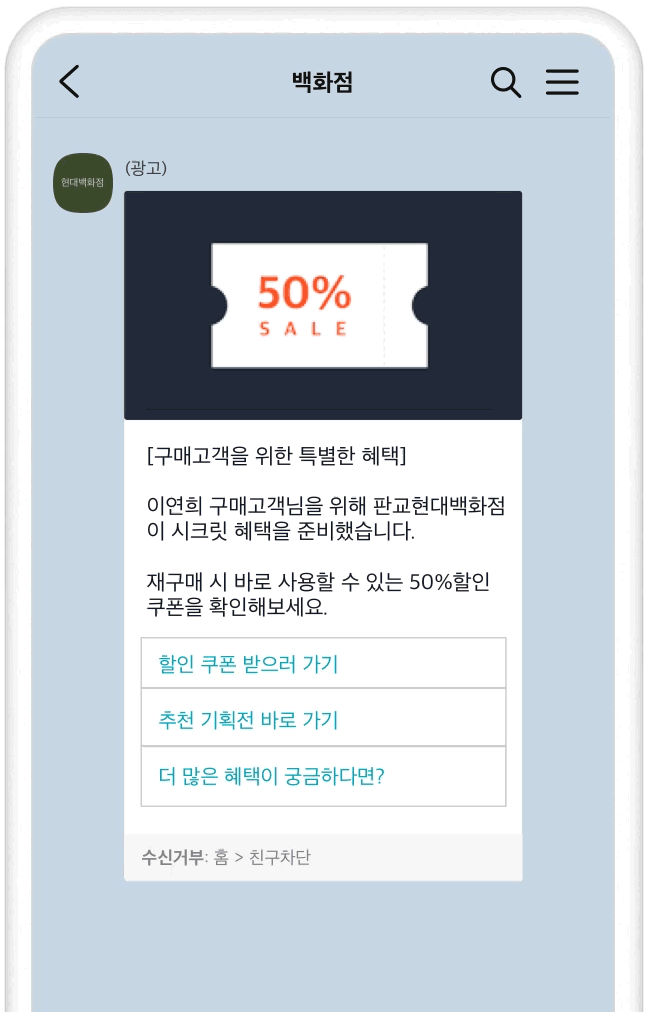 백화점
현대백화점
(광고)
50%
SALE
[구매고객을 위한 특별한 혜택]
이연희 구매고객님을 위해 판교현대백화점
이 시크릿 혜택을 준비했습니다.
재구매 시 바로 사용할 수 있는 50%할인
쿠폰을 확인해보세요.
할인 쿠폰 받으러 가기
추천 기획전 바로 가기
더 많은 혜택이 궁금하다면?
수신거부: 홈 > 친구차단